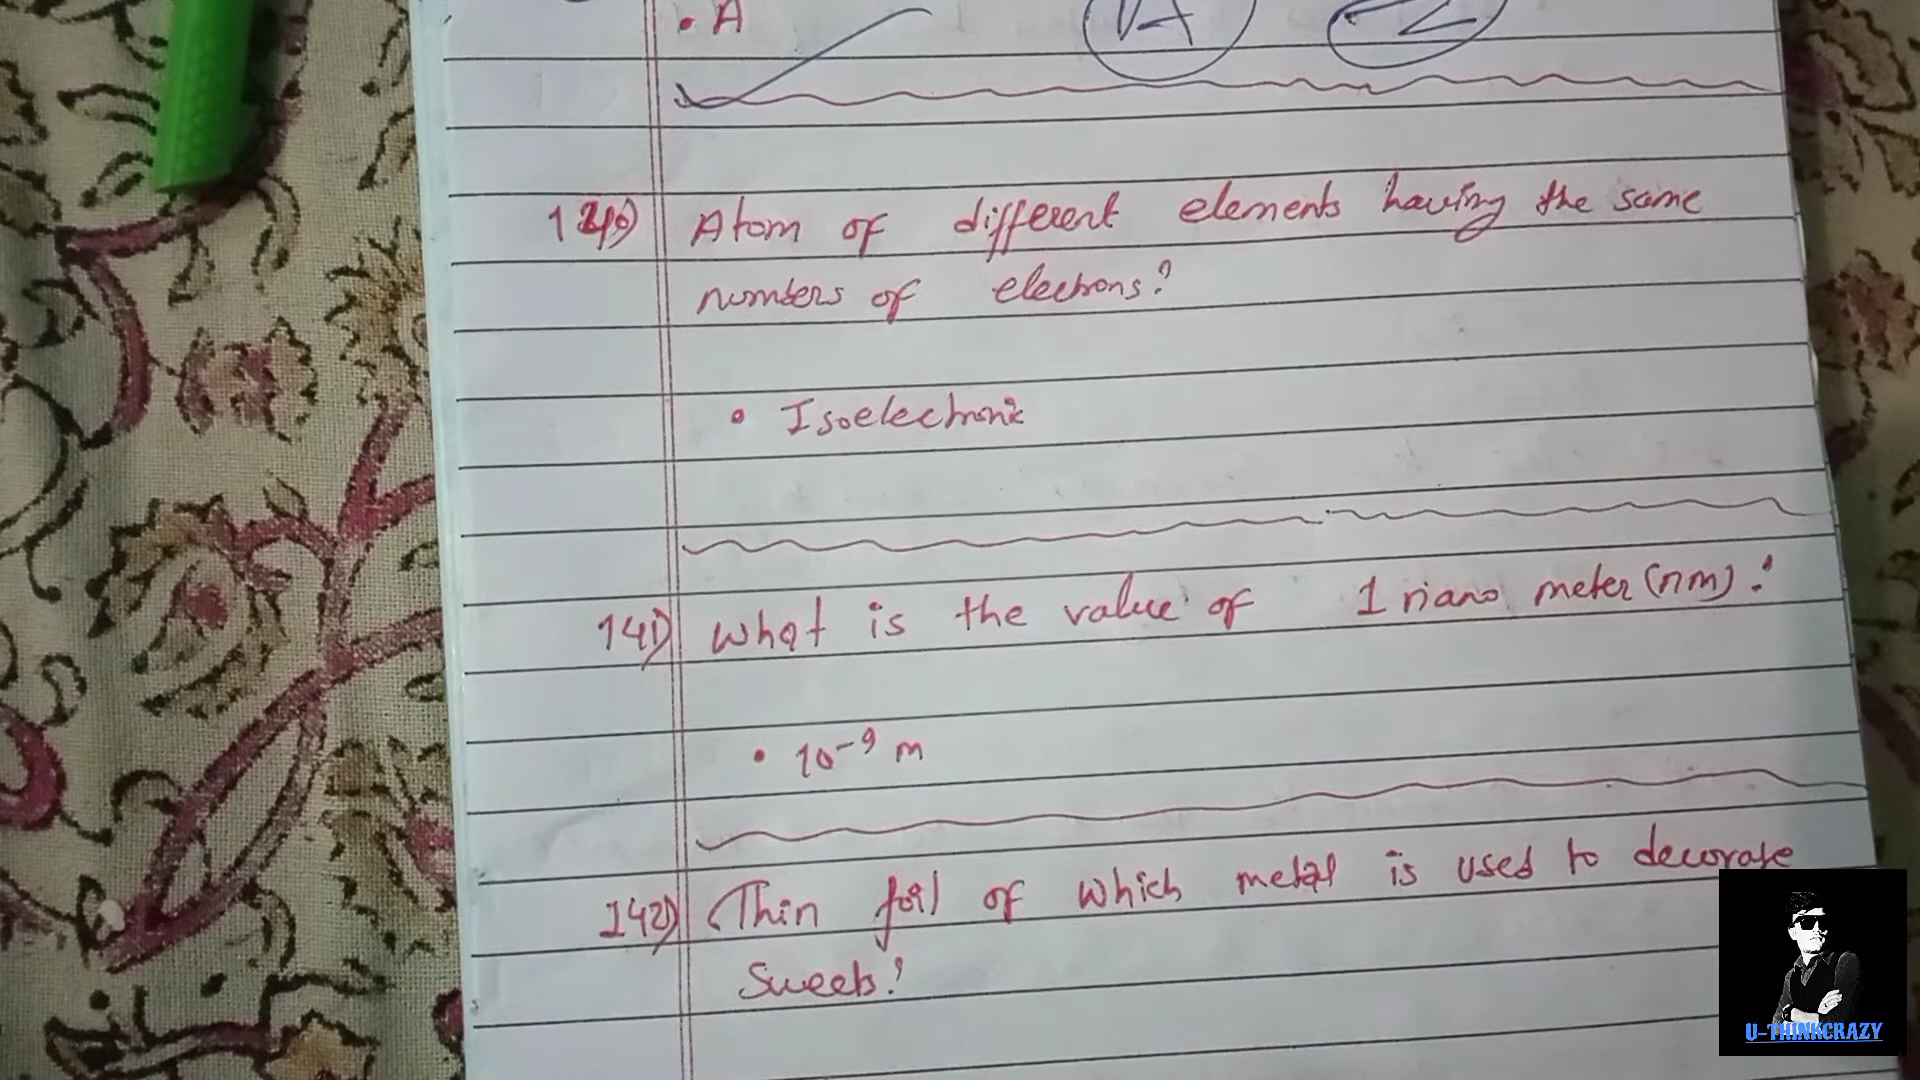 • A
A Z
140) Atom of different elements having the same
numbers of electrons?
• Isoelectronic
141) What is the value of 1 nano meter (nm)?
• 10⁻⁹ m
142) Thin foil of which metal is used to decorate
Sweets?
U-THINKCRAZY